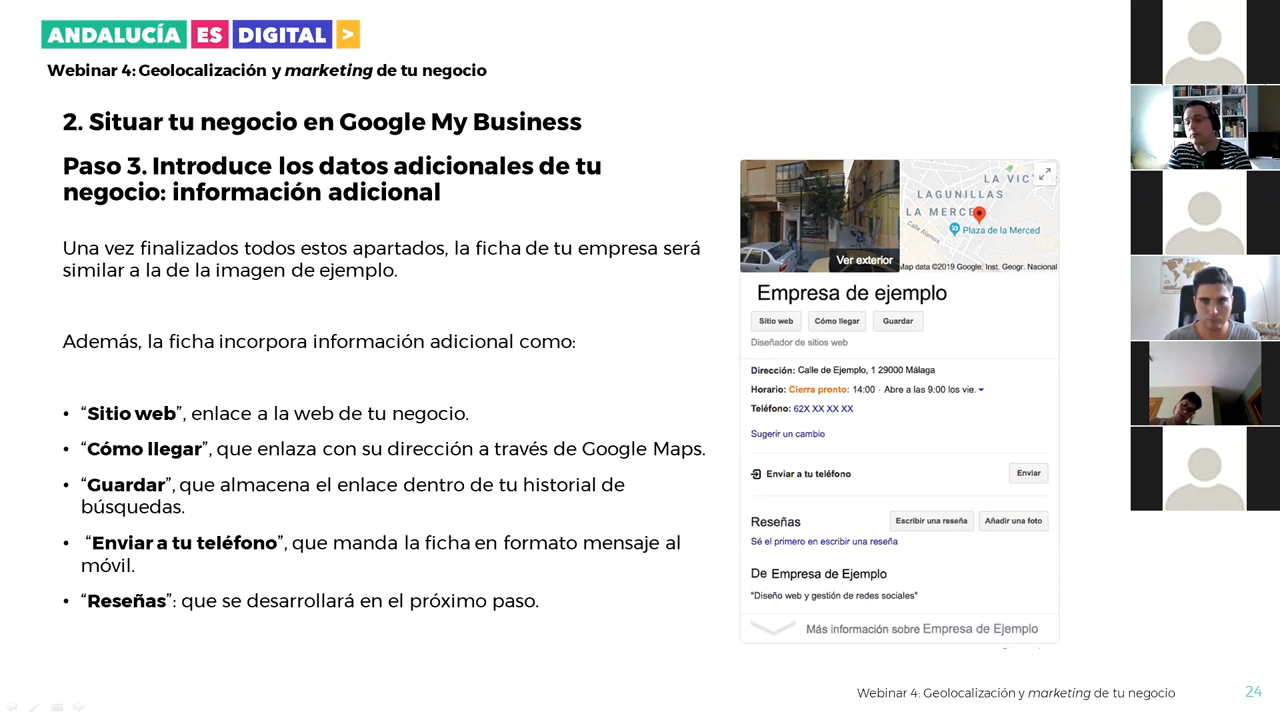 ANDALUCÍA ES DIGITAL >
Webinar 4: Geolocalización y marketing de tu negocio
2. Situar tu negocio en Google My Business
Paso 3. Introduce los datos adicionales de tu
negocio: información adicional
Una vez finalizados todos estos apartados, la ficha de tu empresa será
similar a la de la imagen de ejemplo.
Además, la ficha incorpora información adicional como:
• “Sitio web”, enlace a la web de tu negocio.
• “Cómo llegar”, que enlaza con su dirección a través de Google Maps.
• “Guardar”, que almacena el enlace dentro de tu historial de
búsquedas.
• “Enviar a tu teléfono”, que manda la ficha en formato mensaje al
móvil.
• “Reseñas”: que se desarrollará en el próximo paso.
Ver exterior
LA VICT
LAGUNILLAS
LA MERCE
Calle Álamos
Plaza de la Merced
Map data ©2019 Google, Inst. Geogr. Nacional
Empresa de ejemplo
Sitio web Cómo llegar Guardar
Diseñador de sitios web
Dirección: Calle de Ejemplo, 1 29000 Málaga
Horario: Cierra pronto: 14:00 · Abre a las 9:00 los vie.
Teléfono: 62X XX XX XX
Sugerir un cambio
Enviar a tu teléfono Enviar
Reseñas Escribir una reseña Añadir una foto
Sé el primero en escribir una reseña
De Empresa de Ejemplo
"Diseño web y gestión de redes sociales"
Más información sobre Empresa de Ejemplo
Webinar 4: Geolocalización y marketing de tu negocio 24